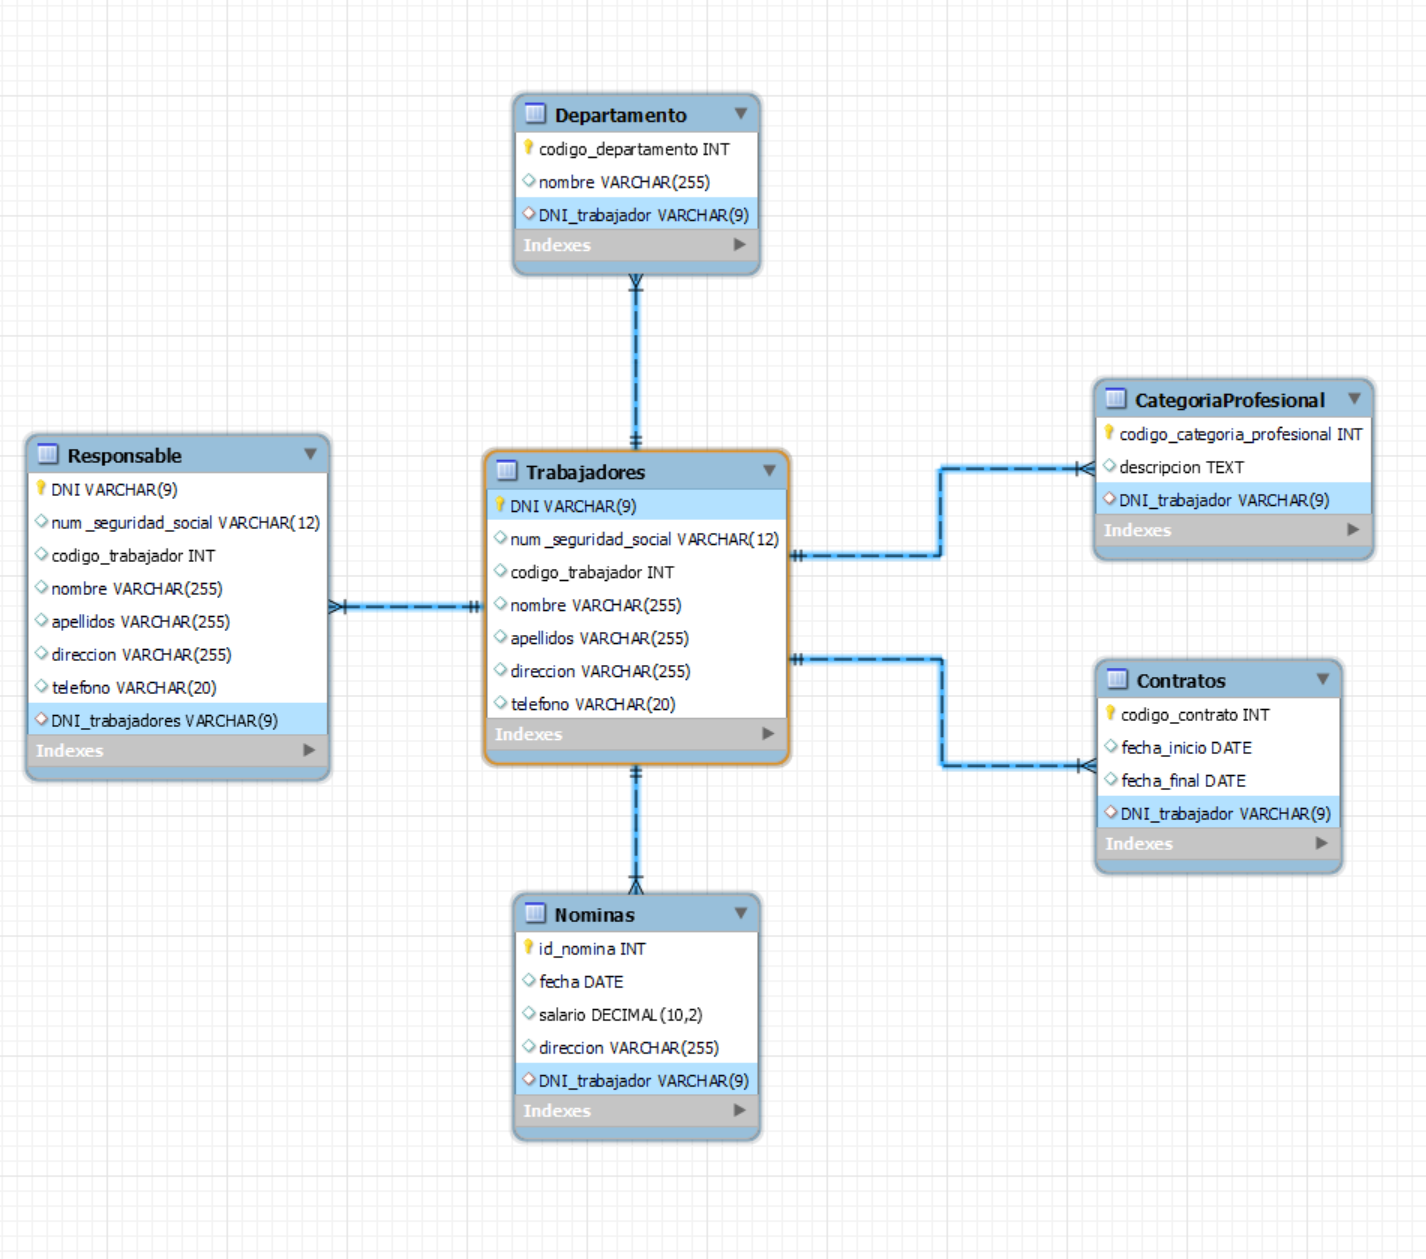 Departamento
codigo_departamento INT
nombre VARCHAR(255)
DNI_trabajador VARCHAR(9)
Indexes
Responsable
DNI VARCHAR(9)
num_seguridad_social VARCHAR(12)
codigo_trabajador INT
nombre VARCHAR(255)
apellidos VARCHAR(255)
direccion VARCHAR(255)
telefono VARCHAR(20)
DNI_trabajadores VARCHAR(9)
Indexes
Trabajadores
DNI VARCHAR(9)
num_seguridad_social VARCHAR(12)
codigo_trabajador INT
nombre VARCHAR(255)
apellidos VARCHAR(255)
direccion VARCHAR(255)
telefono VARCHAR(20)
Indexes
CategoriaProfesional
codigo_categoria_profesional INT
descripcion TEXT
DNI_trabajador VARCHAR(9)
Indexes
Contratos
codigo_contrato INT
fecha_inicio DATE
fecha_final DATE
DNI_trabajador VARCHAR(9)
Indexes
Nominas
id_nomina INT
fecha DATE
salario DECIMAL(10,2)
direccion VARCHAR(255)
DNI_trabajador VARCHAR(9)
Indexes